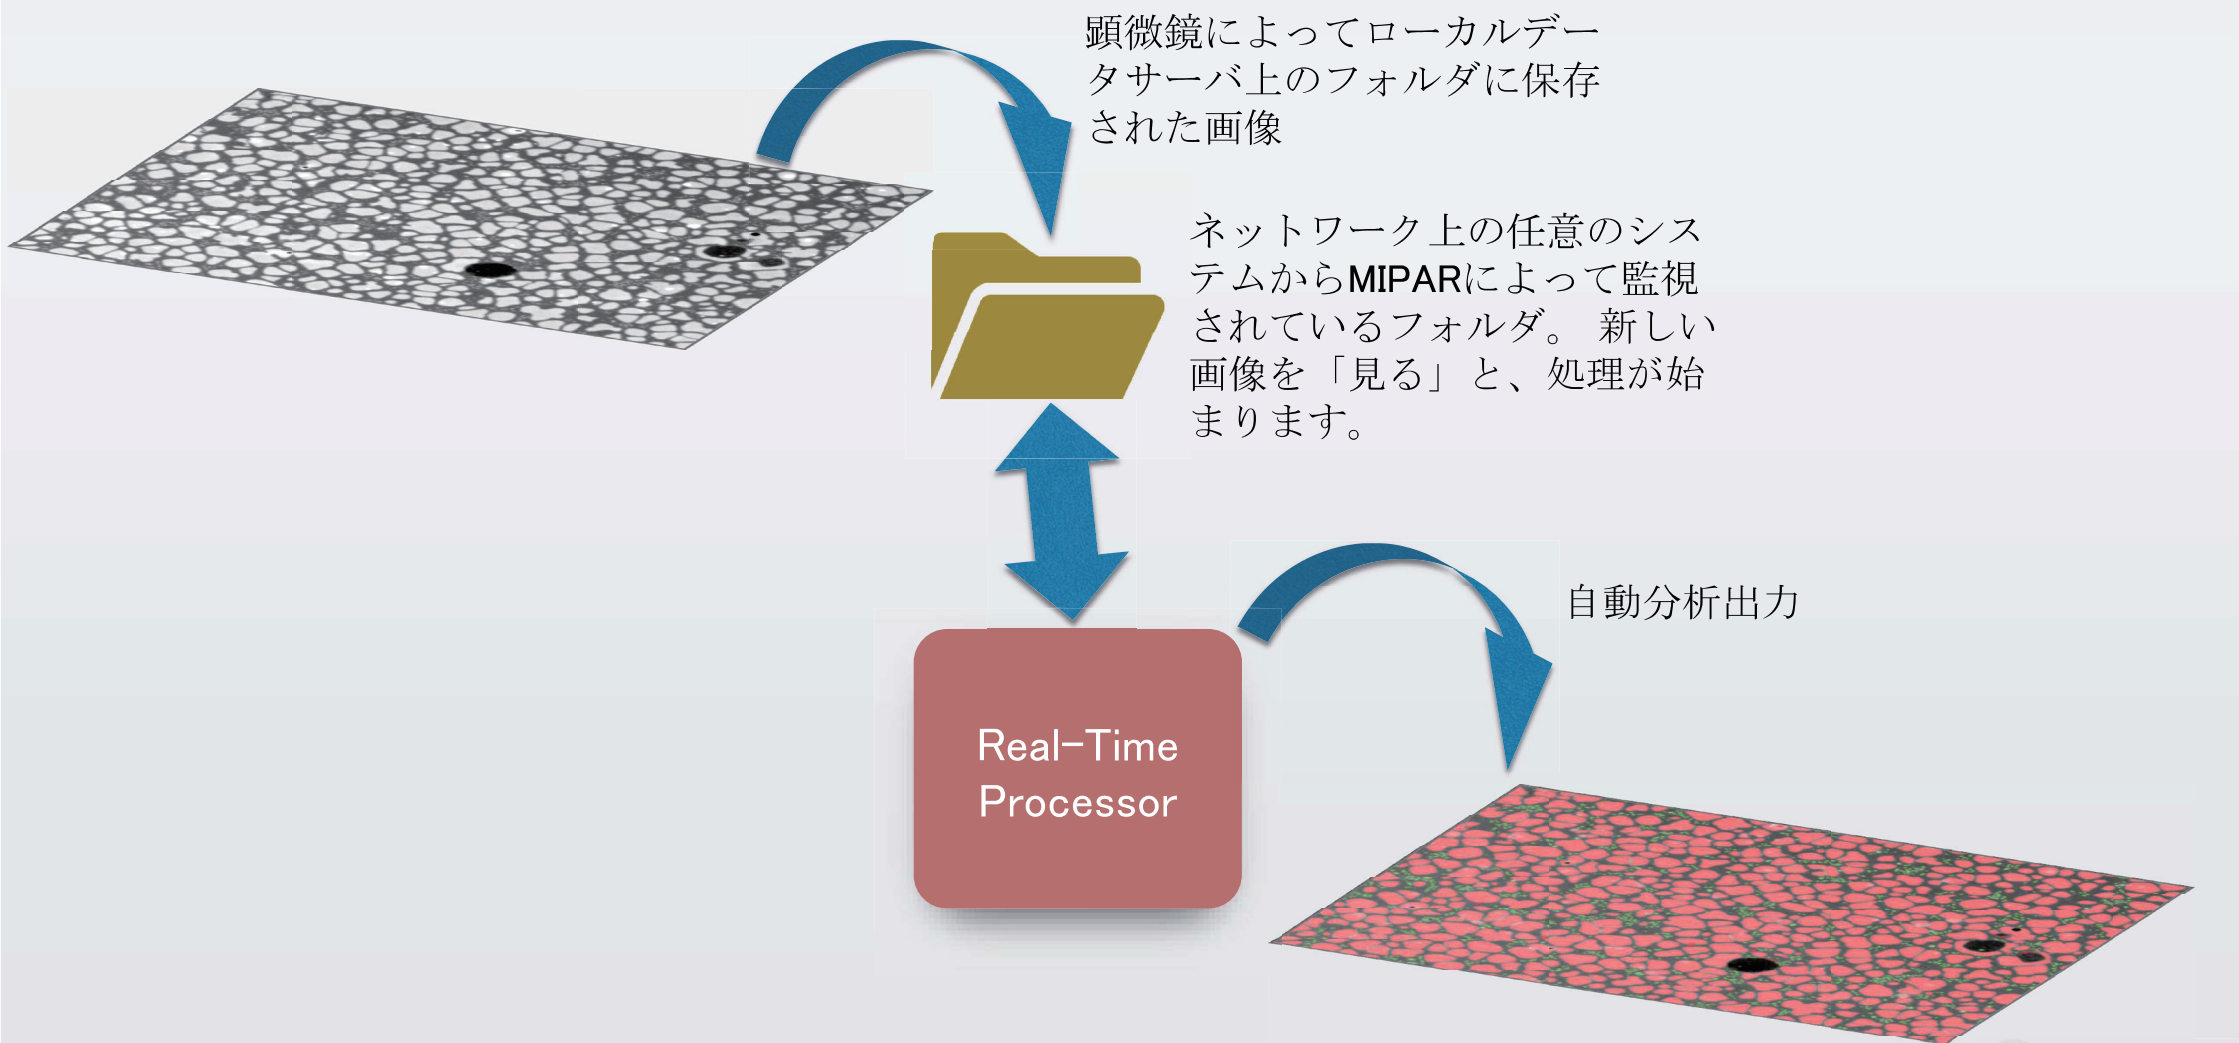 顕微鏡によってローカルデー
タサーバ上のフォルダに保存
された画像
ネットワーク上の任意のシス
テムからMIPARによって監視
されているフォルダ。 新しい
画像を「見る」と、処理が始
まります。
自動分析出力
Real-Time
Processor